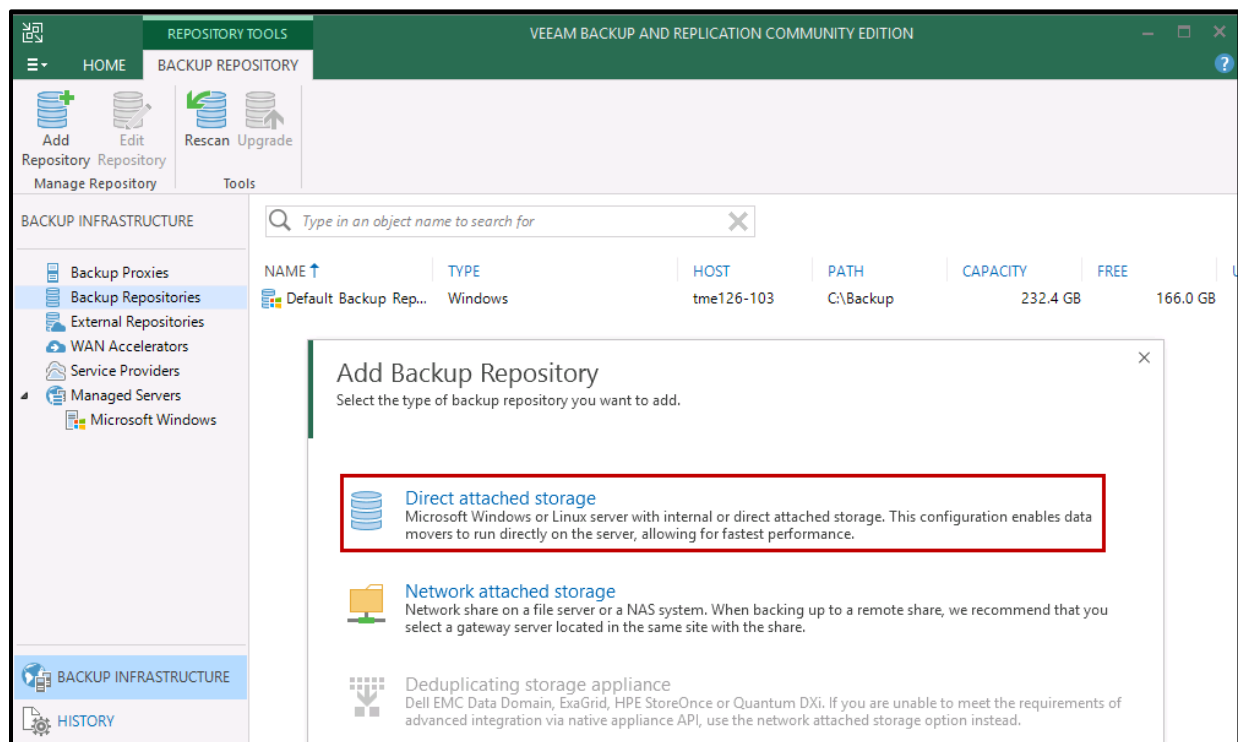 REPOSITORY TOOLS
VEEAM BACKUP AND REPLICATION COMMUNITY EDITION
HOME
BACKUP REPOSITORY
?
Add Repository
Edit Repository
Rescan
Upgrade
Manage Repository
Tools
BACKUP INFRASTRUCTURE
Type in an object name to search for
Backup Proxies
Backup Repositories
External Repositories
WAN Accelerators
Service Providers
Managed Servers
Microsoft Windows
NAME TYPE HOST PATH CAPACITY FREE U
Default Backup Rep... Windows tme126-103 C:\Backup 232.4 GB 166.0 GB
Add Backup Repository
Select the type of backup repository you want to add.
Direct attached storage
Microsoft Windows or Linux server with internal or direct attached storage. This configuration enables data
movers to run directly on the server, allowing for fastest performance.
Network attached storage
Network share on a file server or a NAS system. When backing up to a remote share, we recommend that you
select a gateway server located in the same site with the share.
Deduplicating storage appliance
Dell EMC Data Domain, ExaGrid, HPE StoreOnce or Quantum DXi. If you are unable to meet the requirements of
advanced integration via native appliance API, use the network attached storage option instead.
BACKUP INFRASTRUCTURE
HISTORY